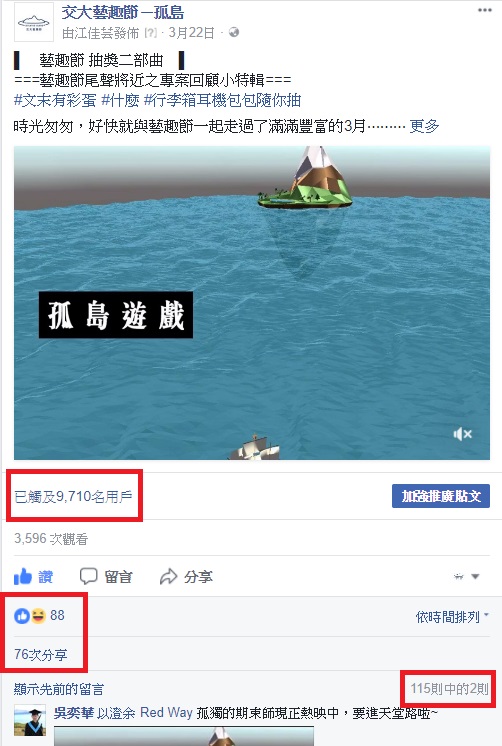 交大藝趣節－孤島
由江佳芸發佈 [?] · 3月22日 ·
▌ 藝趣節 抽獎二部曲 ▐
===藝趣節尾聲將近之專案回顧小特輯===
#文末有彩蛋 #什麼 #行李箱耳機包包隨你抽
時光匆匆，好快就與藝趣節一起走過了滿滿豐富的3月⋯⋯⋯ 更多
孤島遊戲
已觸及9,710名用戶
加強推廣貼文
3,596 次觀看
讚 留言 分享
88
依時間排列
76次分享
顯示先前的留言
115則中的2則
吳奕華 以澄余 Red Way 孤獨的期末師現正熱映中，要進天堂路啦~